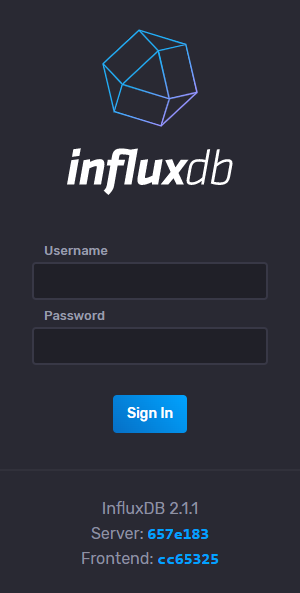 influxdb
Username
Password
Sign In
InfluxDB 2.1.1
Server: 657e183
Frontend: cc65325